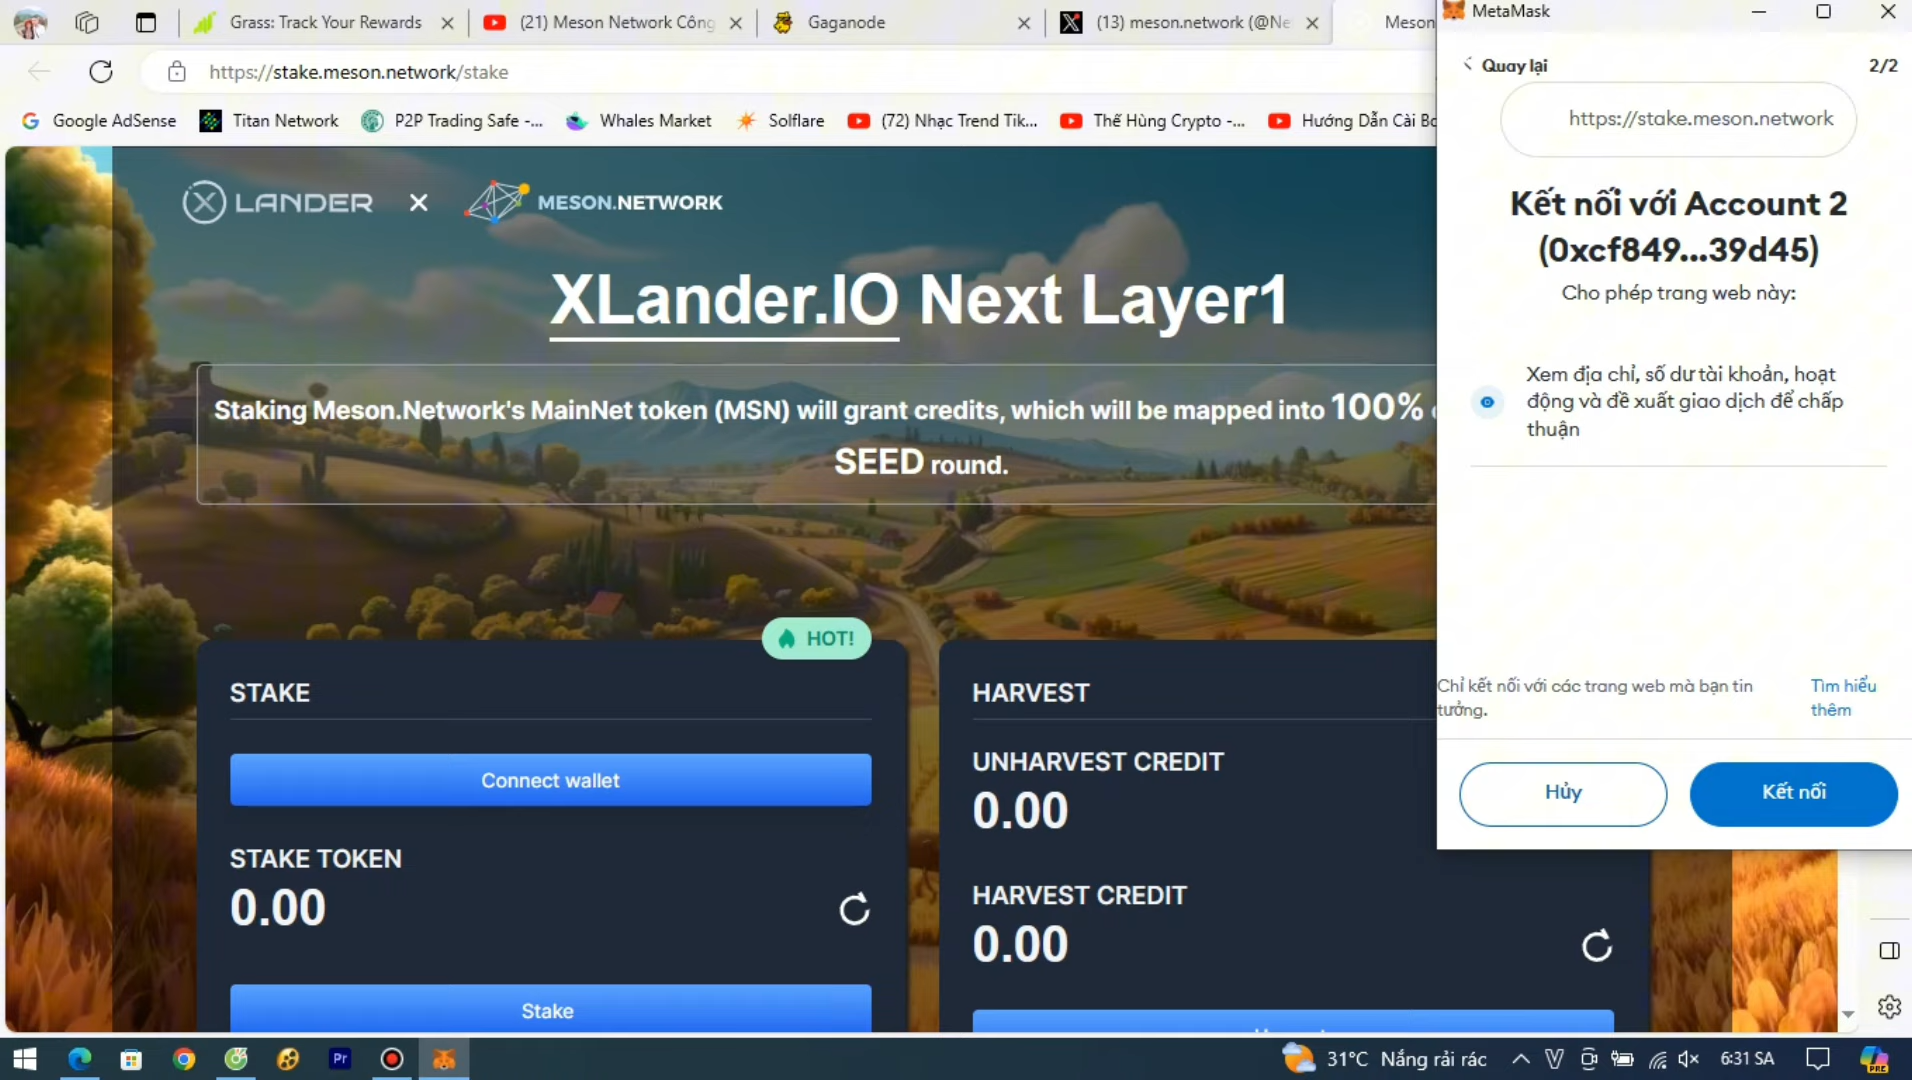 Grass: Track Your Rewards
(21) Meson Network Công
Gaganode
(13) meson.network (@Ne
Meson
MetaMask
https://stake.meson.network/stake
Google AdSense
Titan Network
P2P Trading Safe -...
Whales Market
Solflare
(72) Nhạc Trend Tik...
Thế Hùng Crypto -...
Hướng Dẫn Cài Bo
Quay lại
2/2
https://stake.meson.network
Kết nối với Account 2
(0xcf849...39d45)
Cho phép trang web này:
Xem địa chỉ, số dư tài khoản, hoạt
động và đề xuất giao dịch để chấp
thuận
Chỉ kết nối với các trang web mà bạn tin
tưởng.
Tìm hiểu
thêm
Hủy
Kết nối
LANDER
MESON.NETWORK
XLander.IO Next Layer1
Staking Meson.Network's MainNet token (MSN) will grant credits, which will be mapped into 100%
SEED round.
HOT!
STAKE
Connect wallet
STAKE TOKEN
0.00
Stake
HARVEST
UNHARVEST CREDIT
0.00
HARVEST CREDIT
0.00
Pr
31°C Nắng rải rác
6:31 SA
PRE